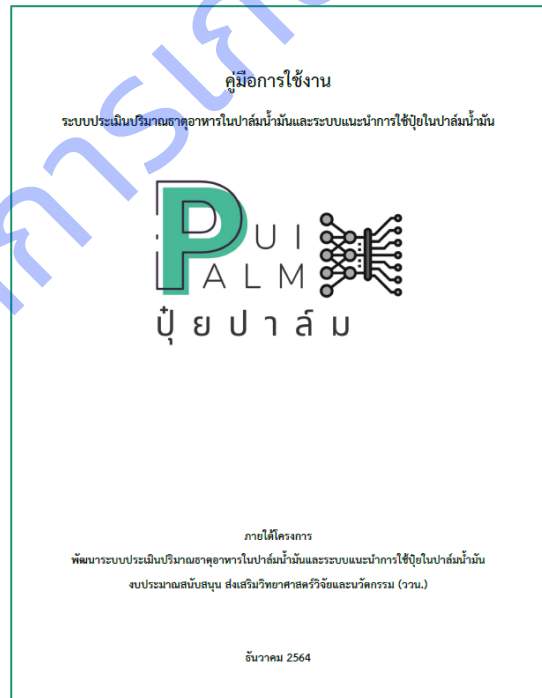 คู่มือการใช้งาน
ระบบประเมินปริมาณธาตุอาหารในปาล์มน้ำมันและระบบแนะนำการใช้ปุ๋ยในปาล์มน้ำมัน
PUI
PALM
ปุ๋ยปาล์ม
ภายใต้โครงการ
พัฒนาระบบประเมินปริมาณธาตุอาหารในปาล์มน้ำมันและระบบแนะนำการใช้ปุ๋ยในปาล์มน้ำมัน
งบประมาณสนับสนุน ส่งเสริมวิทยาศาสตร์วิจัยและนวัตกรรม (ววน.)
ธันวาคม 2564